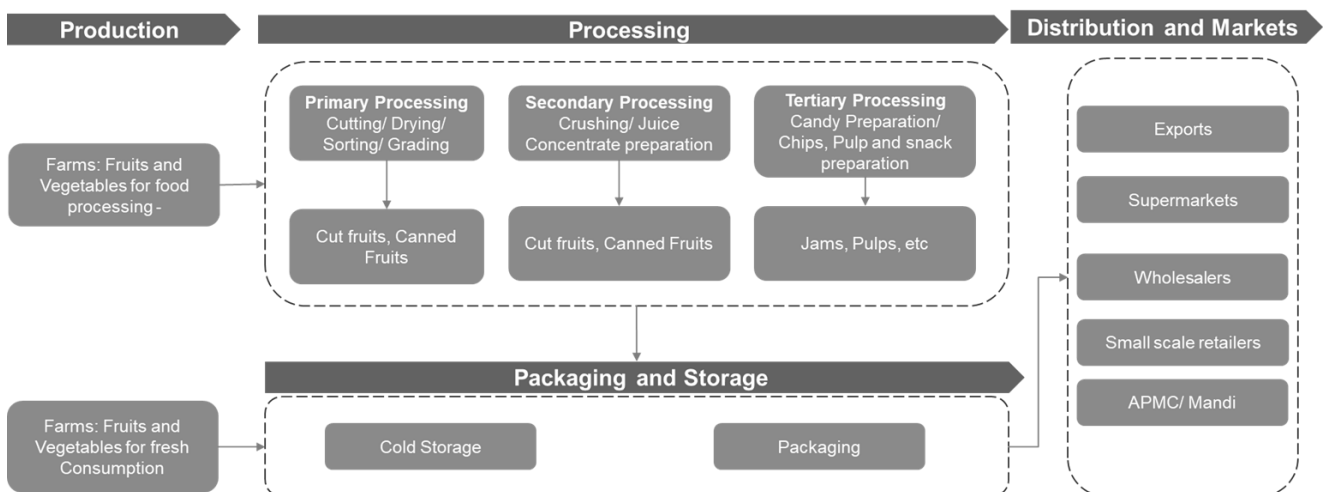 Production
Processing
Distribution and Markets
Farms: Fruits and
Vegetables for food
processing -
Primary Processing
Cutting/ Drying/
Sorting/ Grading
Secondary Processing
Crushing/ Juice
Concentrate preparation
Tertiary Processing
Candy Preparation/
Chips, Pulp and snack
preparation
Cut fruits, Canned
Fruits
Cut fruits, Canned Fruits
Jams, Pulps, etc
Exports
Supermarkets
Wholesalers
Small scale retailers
APMC/ Mandi
Packaging and Storage
Farms: Fruits and
Vegetables for fresh
Consumption
Cold Storage
Packaging